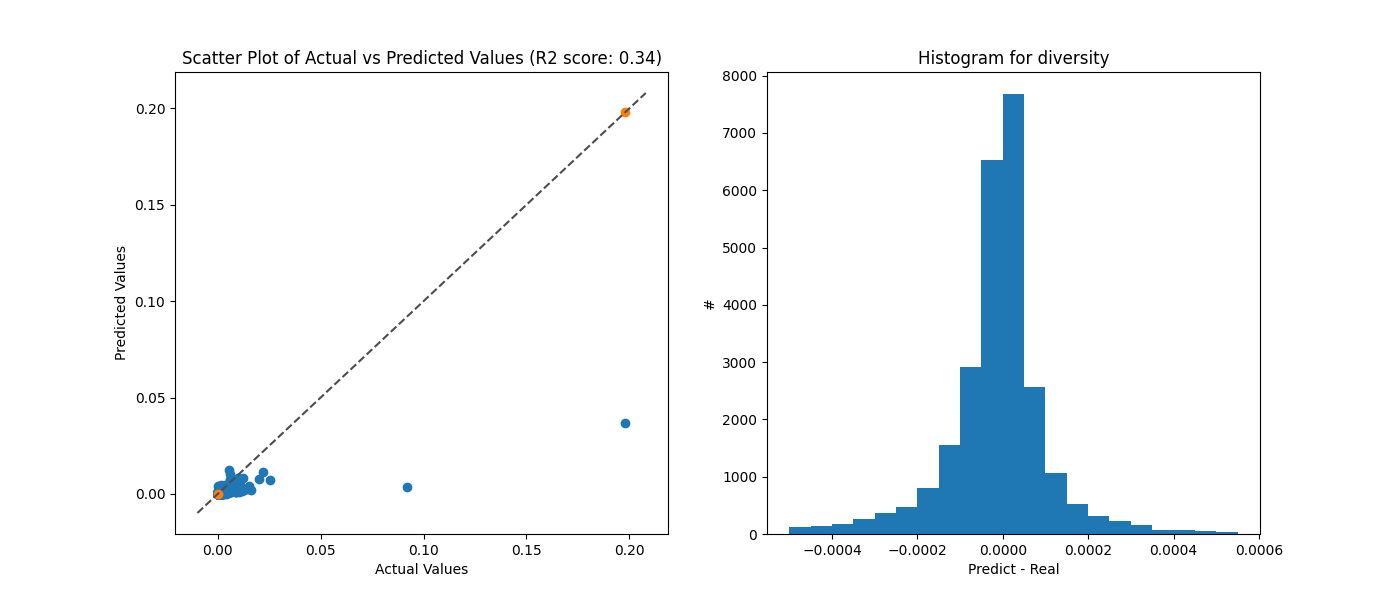 Scatter Plot of Actual vs Predicted Values (R2 score: 0.34)
0.20
0.15
0.10
0.05
0.00
Predicted Values
0.00 0.05 0.10 0.15 0.20
Actual Values
Histogram for diversity
8000
7000
6000
5000
4000
3000
2000
1000
0
#
−0.0004 −0.0002 0.0000 0.0002 0.0004 0.0006
Predict - Real